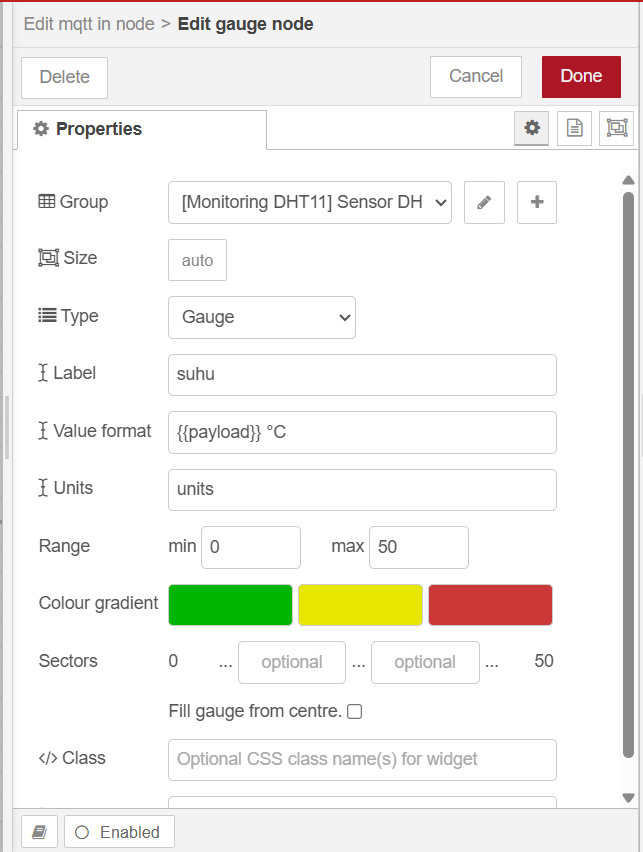 Edit mqtt in node > Edit gauge node
Delete Cancel Done
Properties
Group [Monitoring DHT11] Sensor DH
Size auto
Type Gauge
Label suhu
Value format {{payload}} °C
Units units
Range min 0 max 50
Colour gradient
Sectors 0 ... optional ... optional ... 50
Fill gauge from centre.
</> Class Optional CSS class name(s) for widget
Enabled